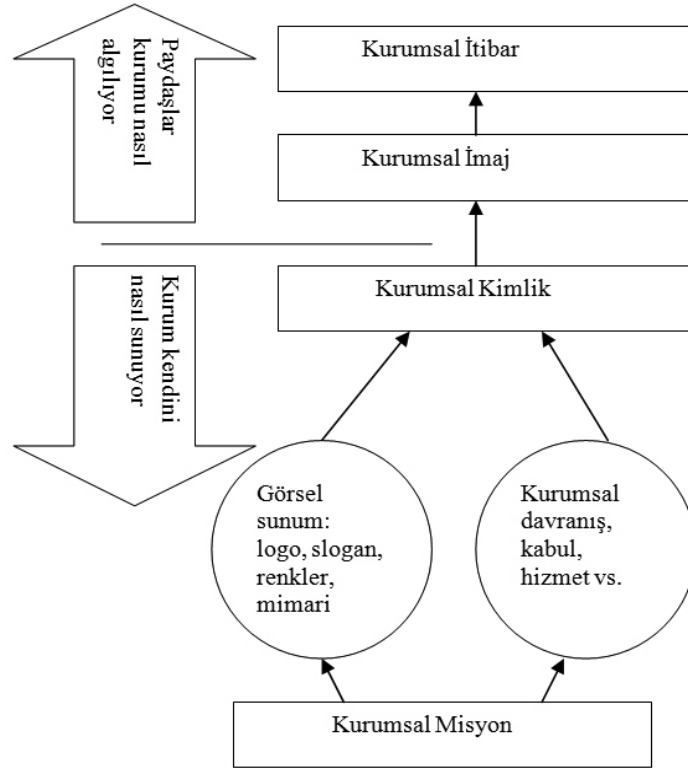 Paydaşlar
kurumu nasıl
algılıyor
Kurumsal İtibar
Kurumsal İmaj
Kurum kendini
nasıl sunuyor
Kurumsal Kimlik
Görsel
sunum:
logo, slogan,
renkler,
mimari
Kurumsal
davranış,
kabul,
hizmet vs.
Kurumsal Misyon